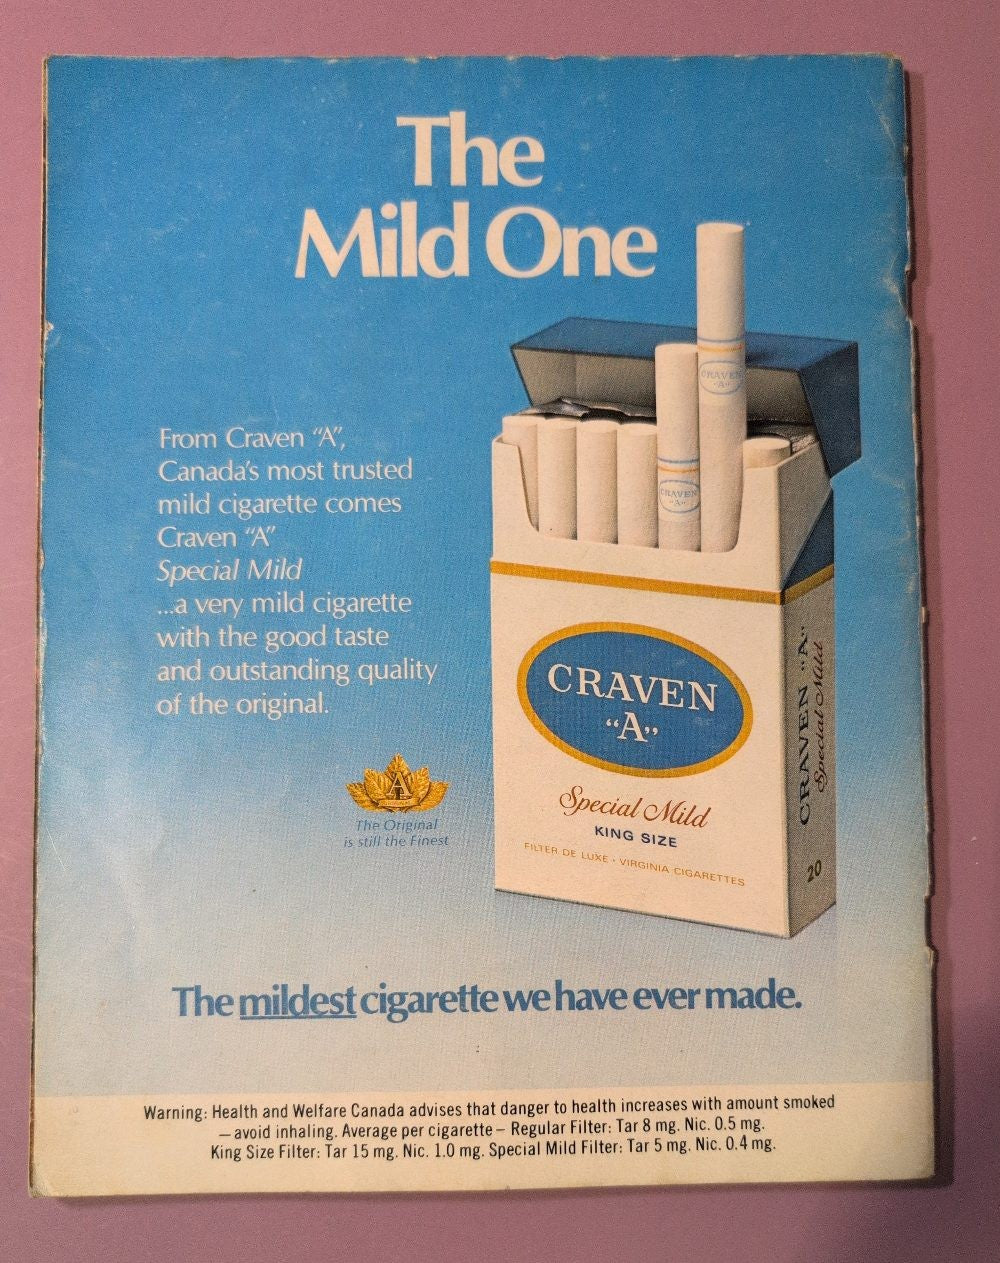 The
Mild One
From Craven “A”,
Canada's most trusted
mild cigarette comes
Craven “A”
Special Mild
...a very mild cigarette
with the good taste
and outstanding quality
of the original.
A
The Original
is still the Finest
CRAVEN
“A”
CRAVEN
“A”
CRAVEN
“A”
Special Mild
KING SIZE
FILTER DE LUXE • VIRGINIA CIGARETTES
CRAVEN “A”
Special Mild
20
The mildest cigarette we have ever made.
Warning: Health and Welfare Canada advises that danger to health increases with amount smoked
– avoid inhaling. Average per cigarette – Regular Filter: Tar 8 mg. Nic. 0.5 mg.
King Size Filter: Tar 15 mg. Nic. 1.0 mg. Special Mild Filter: Tar 5 mg. Nic. 0.4 mg.